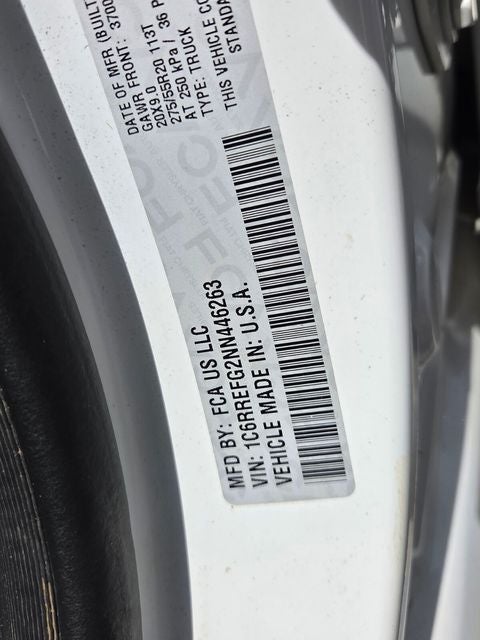 DATE OF MFR (BUILT
GAWR FRONT: 3700
20X9.0
275/55R20 113T
AT 250 kPa / 36 P
TYPE: TRUCK
THIS VEHICLE CO
STANDA
MFD BY: FCA US LLC
VIN: 1C6RREFG2NN446263
VEHICLE MADE IN: U.S.A.